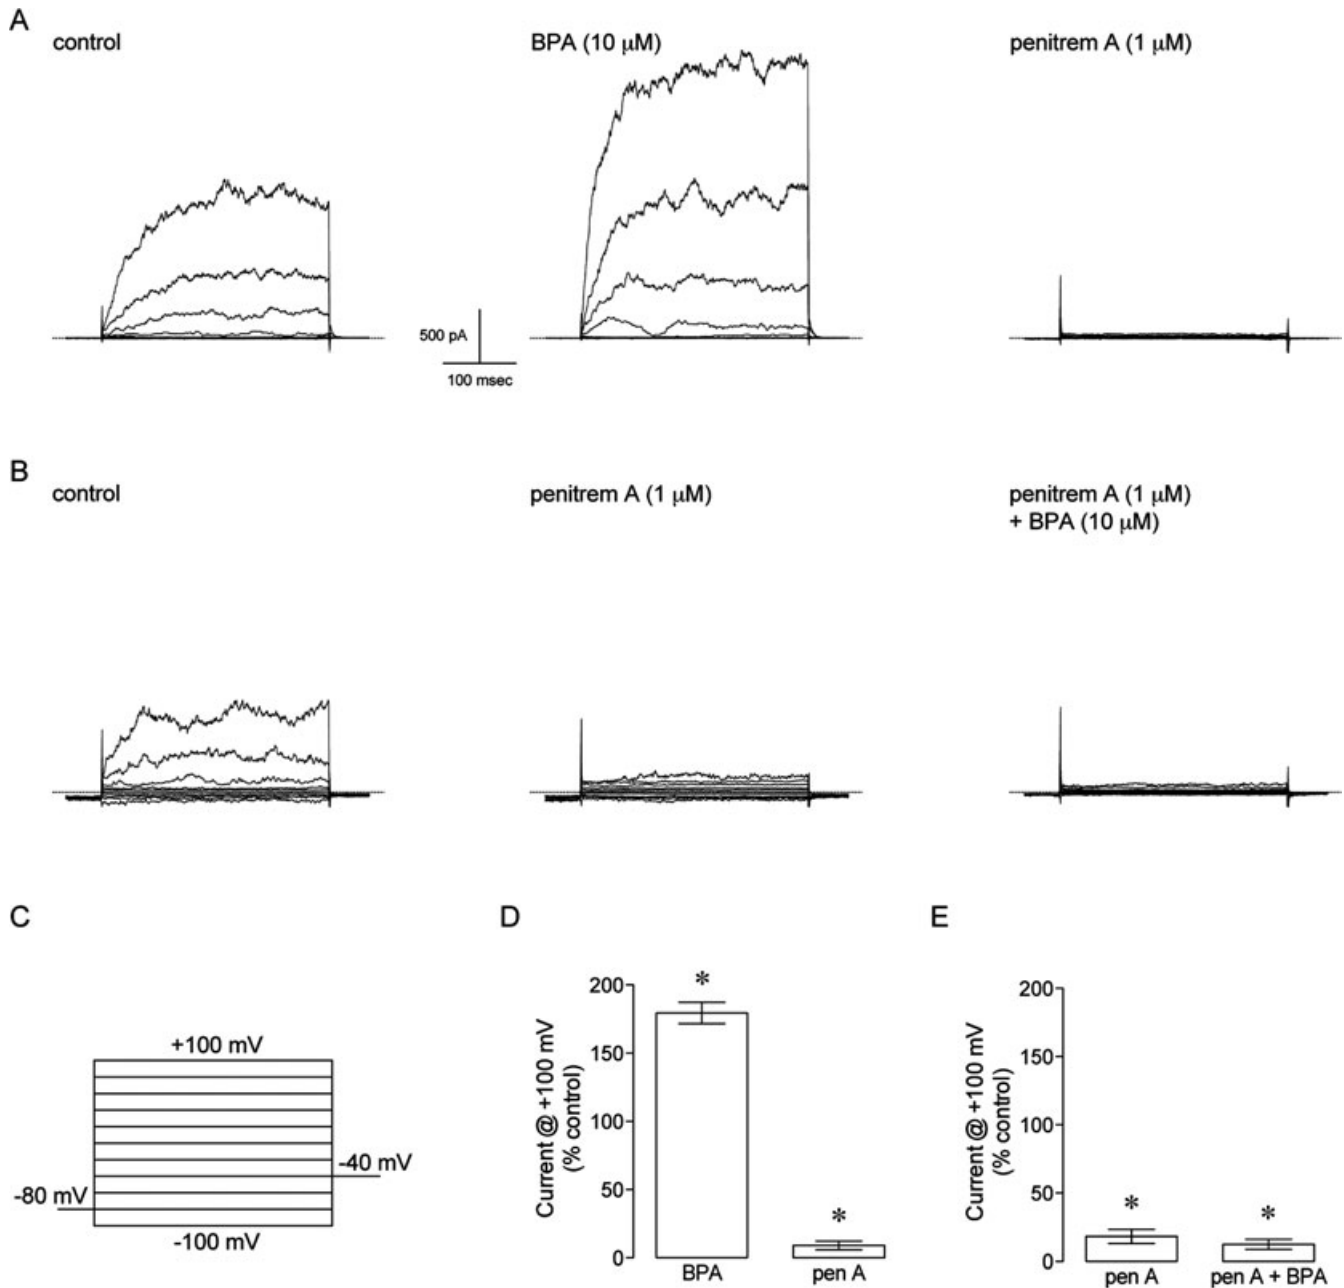 A
control
BPA (10 μM)
penitrem A (1 μM)
500 pA
100 msec
B
control
penitrem A (1 μM)
penitrem A (1 μM)
+ BPA (10 μM)
C
+100 mV
-40 mV
-80 mV
-100 mV
D
Current @ +100 mV
(% control)
200
150
100
50
0
*
*
BPA
pen A
E
Current @ +100 mV
(% control)
200
150
100
50
0
*
*
pen A
pen A + BPA